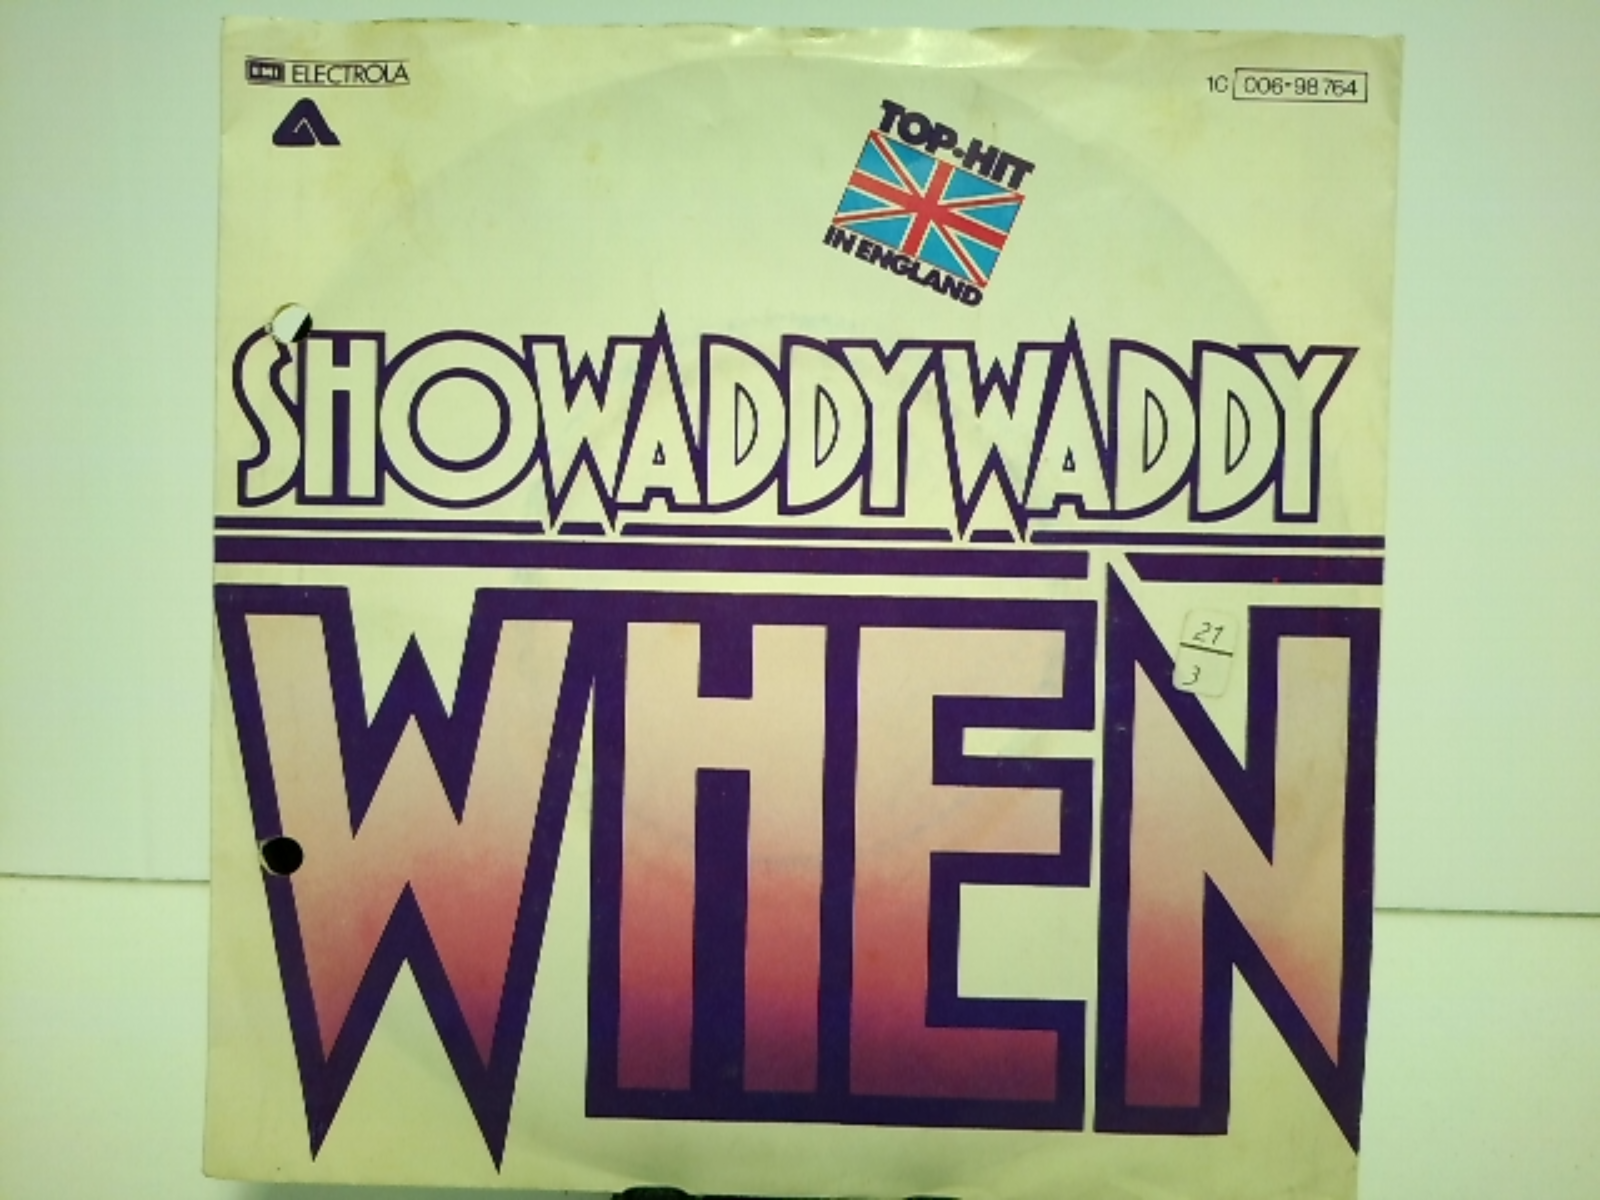 EMI ELECTROLA
1C 006-98 764
TOP-HIT
IN ENGLAND
SHOWADDYWADDY
WHEN
21
3